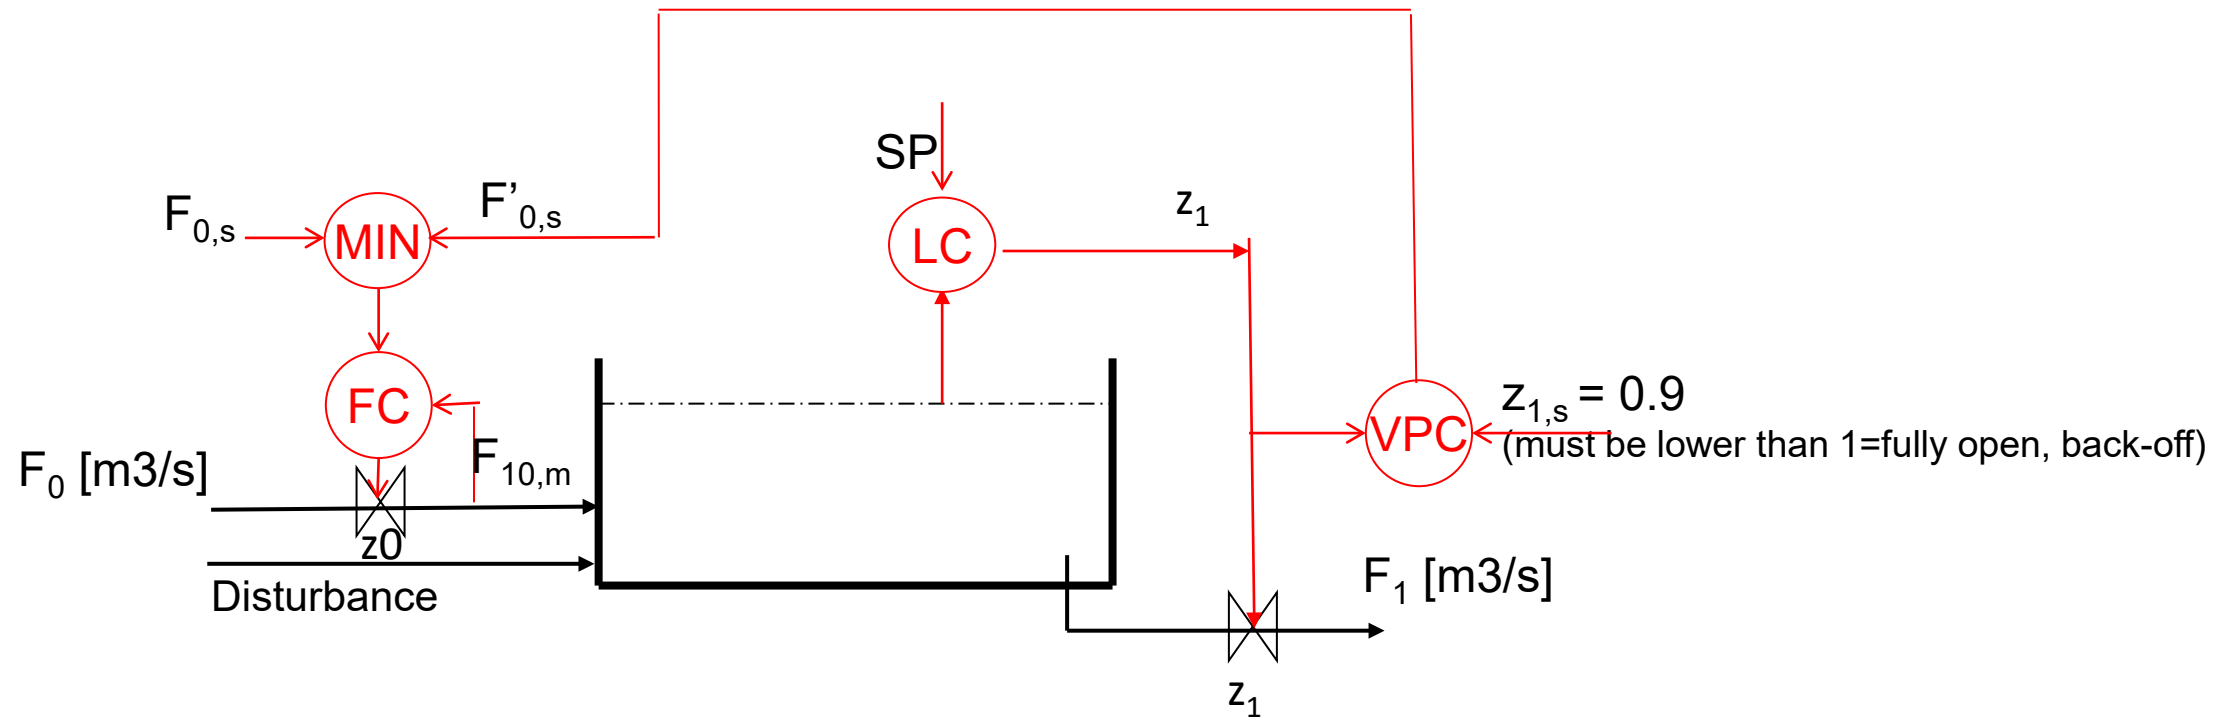 SP
F0,s
MIN
F’0,s
LC
z1
FC
z1,s = 0.9
VPC
(must be lower than 1=fully open, back-off)
F0 [m3/s]
F10,m
z0
Disturbance
F1 [m3/s]
z1